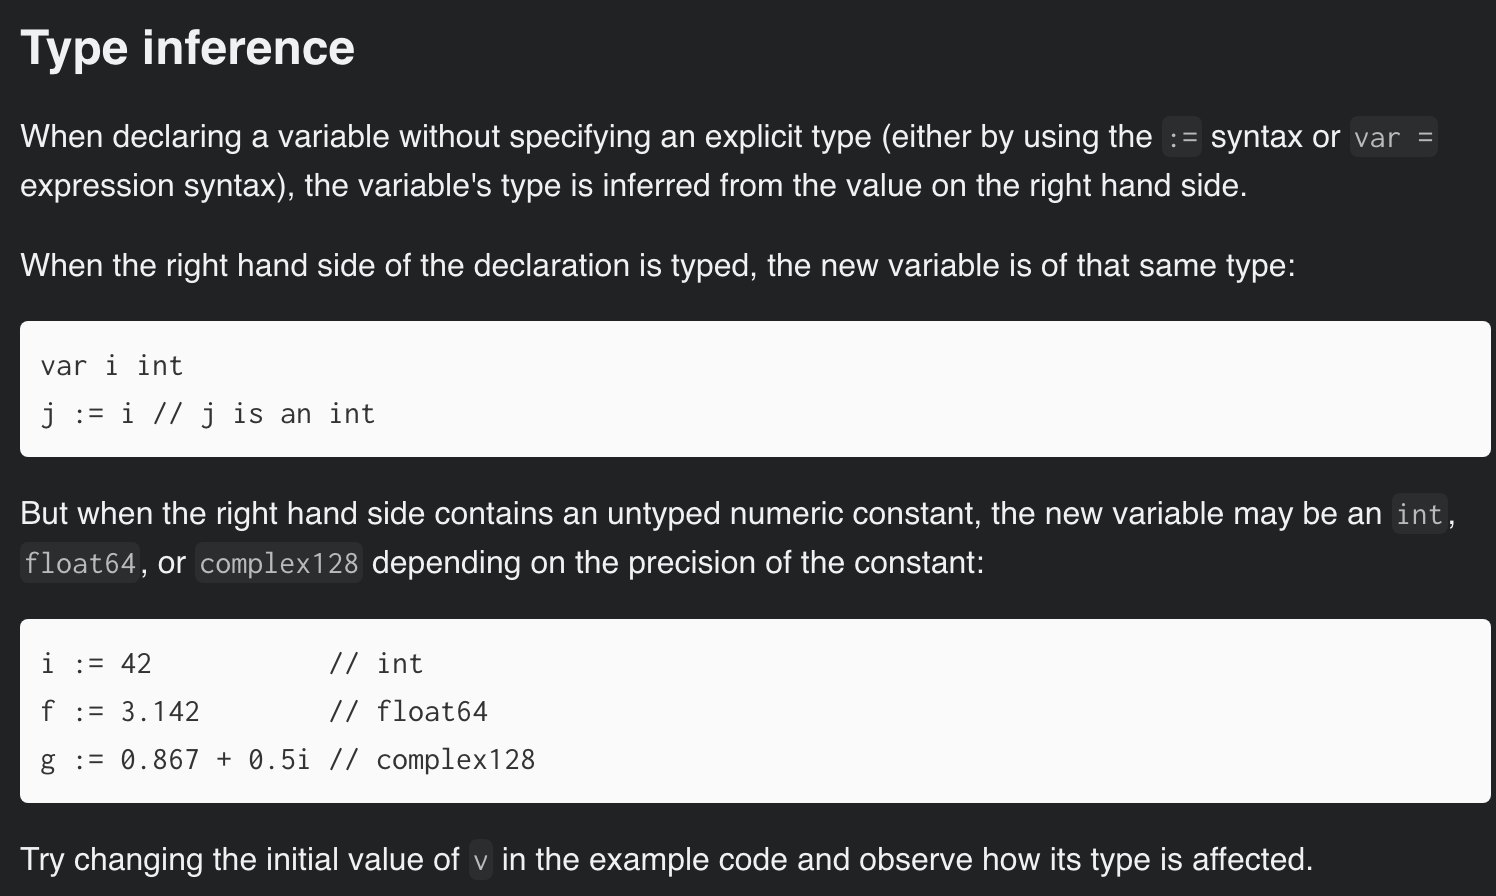 Type inference
When declaring a variable without specifying an explicit type (either by using the := syntax or var =
expression syntax), the variable's type is inferred from the value on the right hand side.
When the right hand side of the declaration is typed, the new variable is of that same type:
var i int
j := i // j is an int
But when the right hand side contains an untyped numeric constant, the new variable may be an int,
float64, or complex128 depending on the precision of the constant:
i := 42           // int
f := 3.142        // float64
g := 0.867 + 0.5i // complex128
Try changing the initial value of v in the example code and observe how its type is affected.